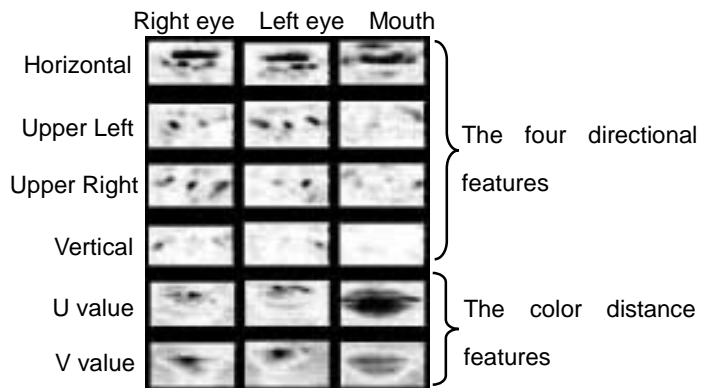 Right eye Left eye Mouth
Horizontal
Upper Left
The four directional
Upper Right
features
Vertical
U value
The color distance
V value
features